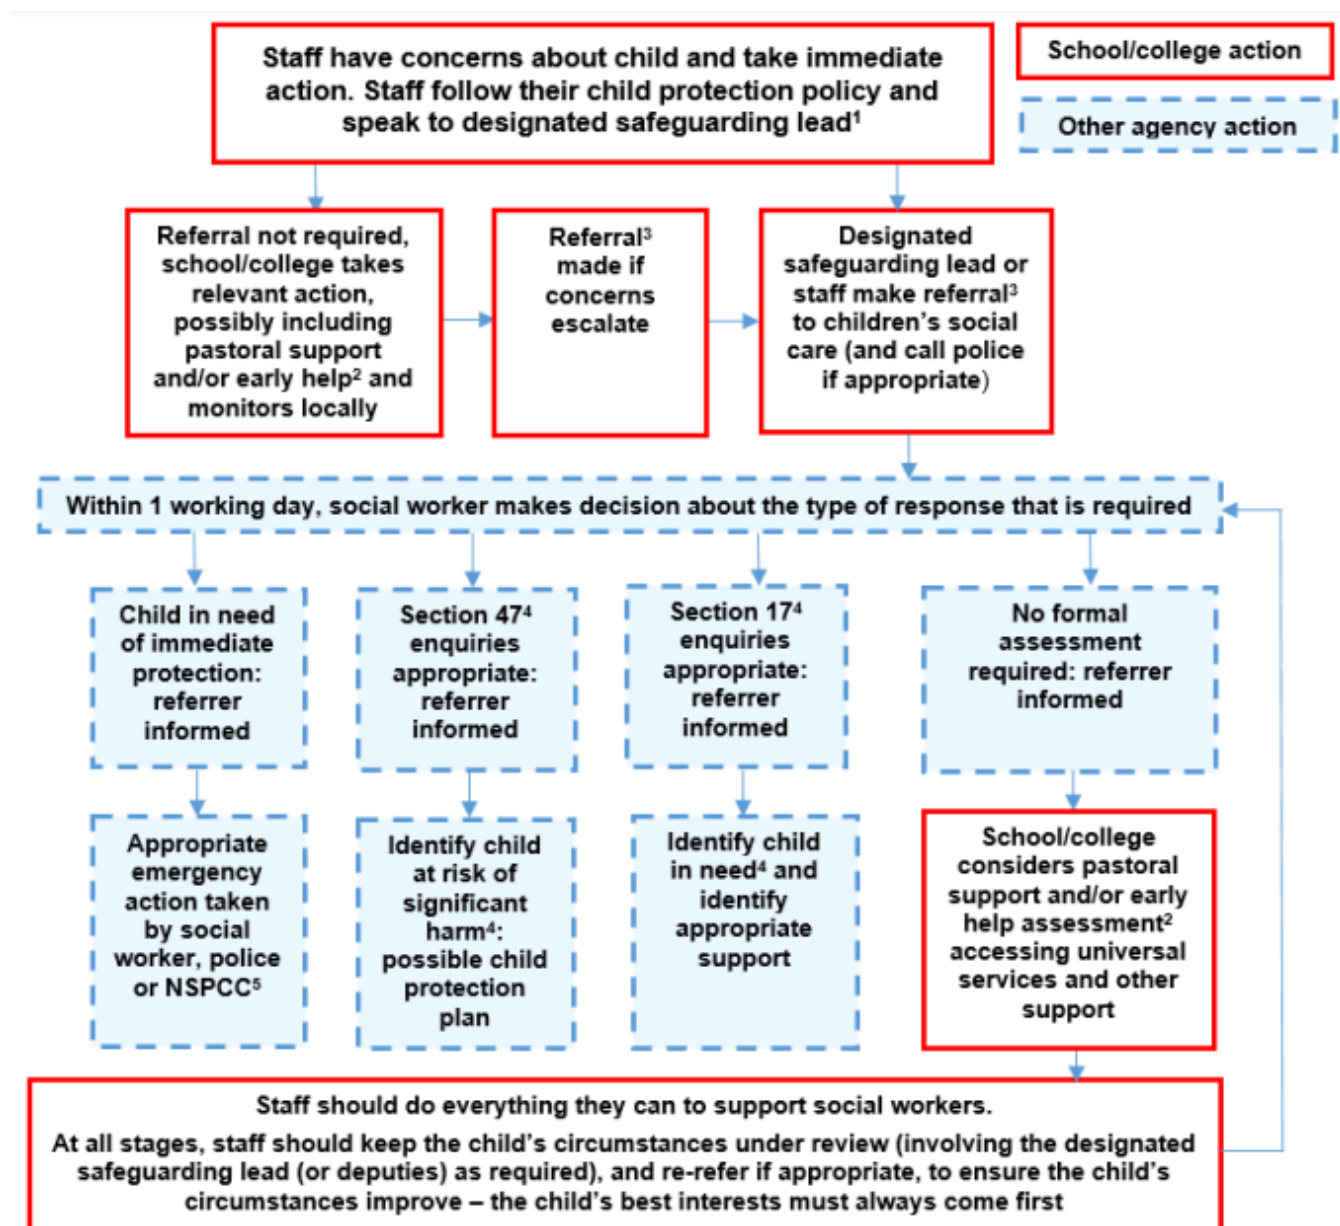 Staff have concerns about child and take immediate
action. Staff follow their child protection policy and
speak to designated safeguarding lead¹
School/college action
Other agency action
Referral not required,
school/college takes
relevant action,
possibly including
pastoral support
and/or early help² and
monitors locally
Referral³
made if
concerns
escalate
Designated
safeguarding lead or
staff make referral³
to children’s social
care (and call police
if appropriate)
Within 1 working day, social worker makes decision about the type of response that is required
Child in need
of immediate
protection:
referrer
informed
Section 47⁴
enquiries
appropriate:
referrer
informed
Section 17⁴
enquiries
appropriate:
referrer
informed
No formal
assessment
required: referrer
informed
Appropriate
emergency
action taken
by social
worker, police
or NSPCC⁵
Identify child
at risk of
significant
harm⁴:
possible child
protection
plan
Identify child
in need⁴ and
identify
appropriate
support
School/college
considers pastoral
support and/or early
help assessment²
accessing universal
services and other
support
Staff should do everything they can to support social workers.
At all stages, staff should keep the child’s circumstances under review (involving the designated
safeguarding lead (or deputies) as required), and re-refer if appropriate, to ensure the child’s
circumstances improve – the child’s best interests must always come first